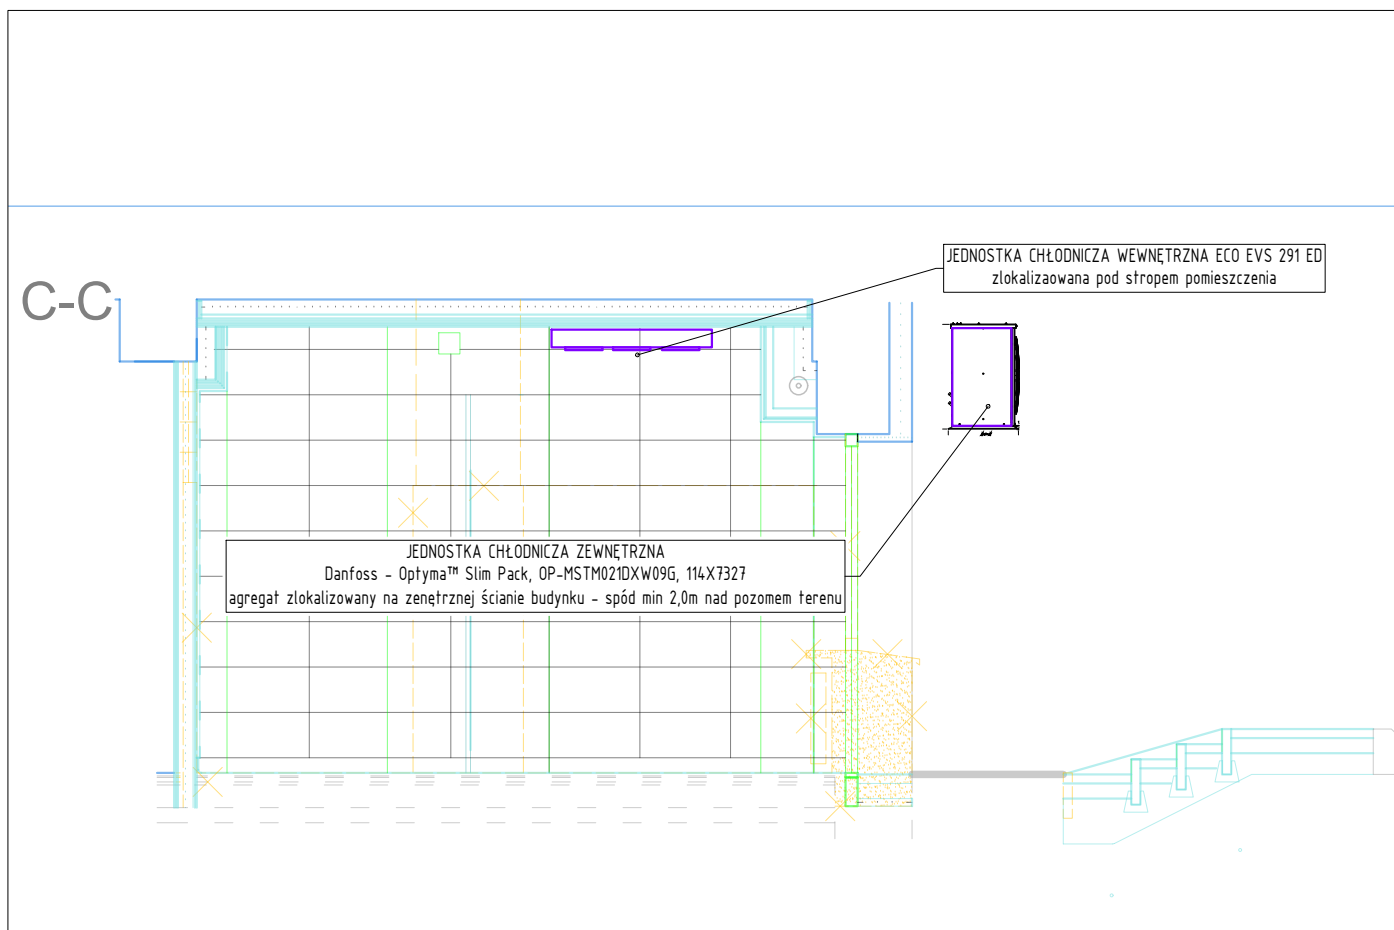 JEDNOSTKA CHŁODNICZA WEWNĘTRZNA ECO EVS 291 ED
zlokalizaowana pod stropem pomieszczenia
C-C
JEDNOSTKA CHŁODNICZA ZEWNĘTRZNA
Danfoss - Optyma™ Slim Pack, OP-MSTM021DXW09G, 114X7327
agregat zlokalizowany na zenętrznej ścianie budynku - spód min 2,0m nad pozomem terenu